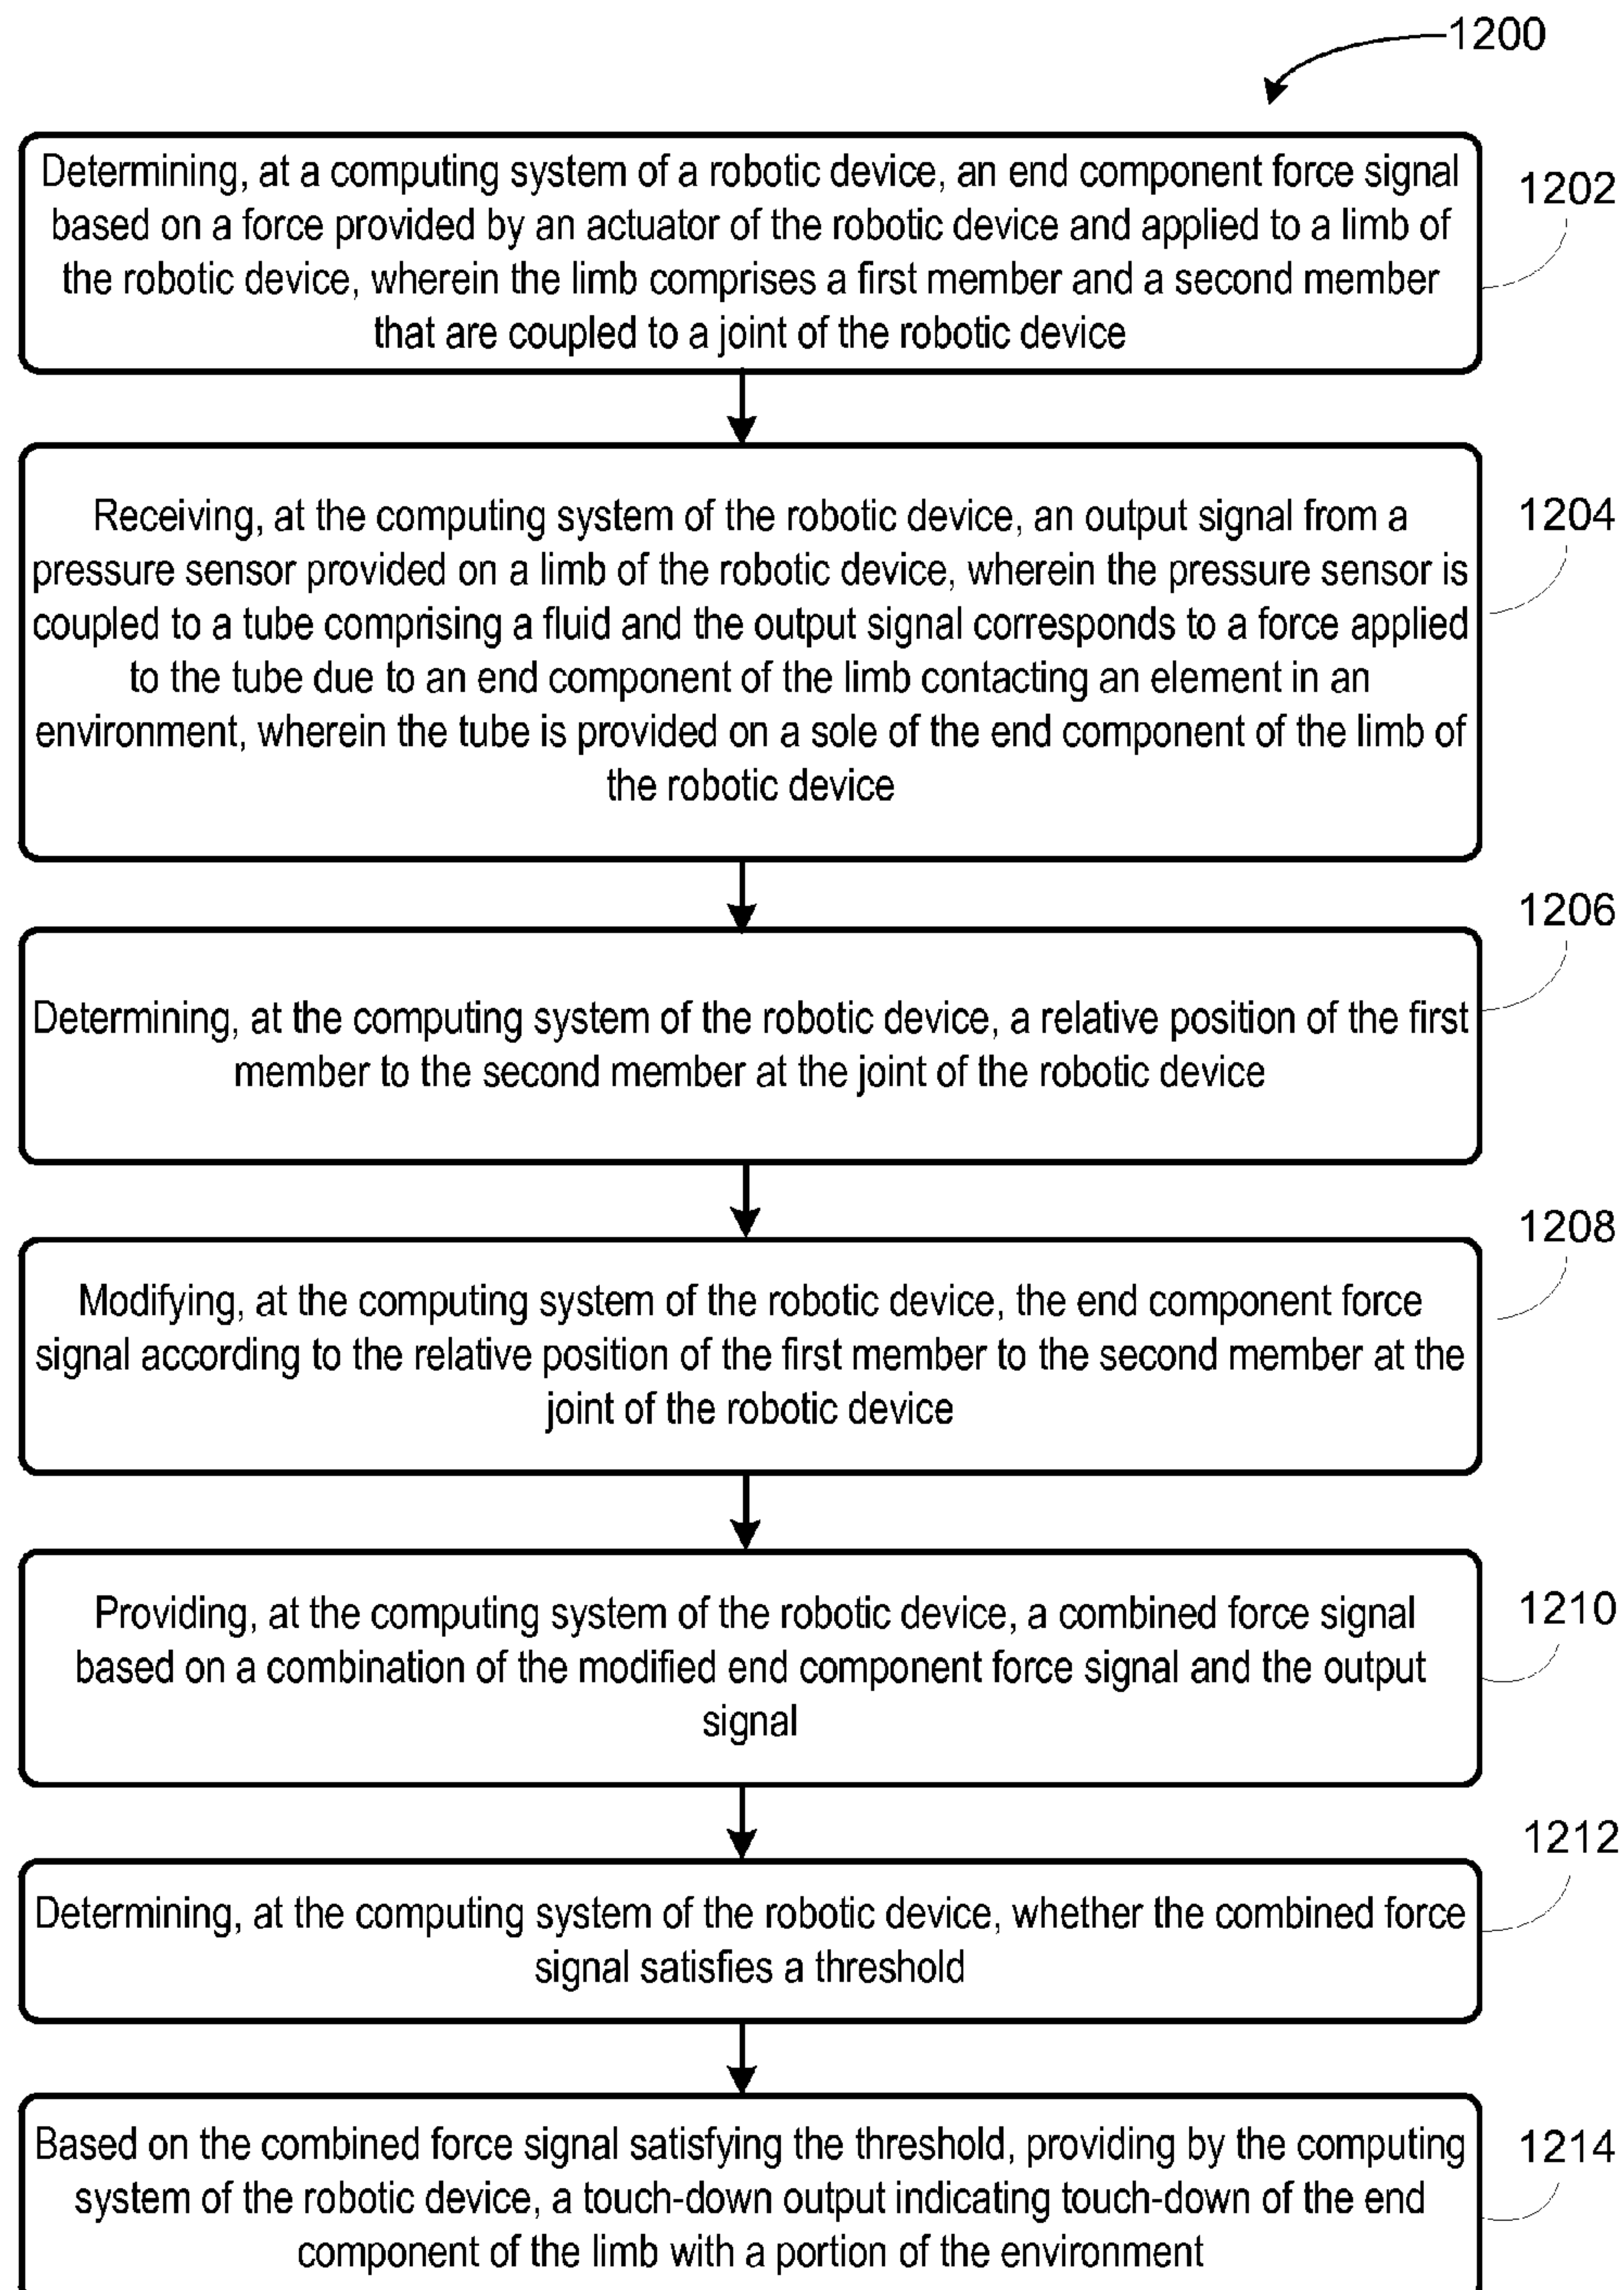 1200
Determining, at a computing system of a robotic device, an end component force signal
based on a force provided by an actuator of the robotic device and applied to a limb of
the robotic device, wherein the limb comprises a first member and a second member
that are coupled to a joint of the robotic device
1202
Receiving, at the computing system of the robotic device, an output signal from a
pressure sensor provided on a limb of the robotic device, wherein the pressure sensor is
coupled to a tube comprising a fluid and the output signal corresponds to a force applied
to the tube due to an end component of the limb contacting an element in an
environment, wherein the tube is provided on a sole of the end component of the limb of
the robotic device
1204
Determining, at the computing system of the robotic device, a relative position of the first
member to the second member at the joint of the robotic device
1206
Modifying, at the computing system of the robotic device, the end component force
signal according to the relative position of the first member to the second member at the
joint of the robotic device
1208
Providing, at the computing system of the robotic device, a combined force signal
based on a combination of the modified end component force signal and the output
signal
1210
Determining, at the computing system of the robotic device, whether the combined force
signal satisfies a threshold
1212
Based on the combined force signal satisfying the threshold, providing by the computing
system of the robotic device, a touch-down output indicating touch-down of the end
component of the limb with a portion of the environment
1214